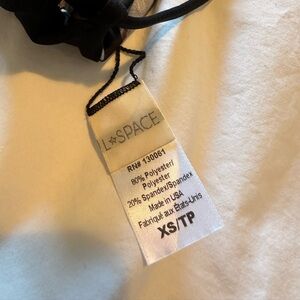 L☆SPACE
RN# 130061
80% Polyester/
Polyester
20% Spandex/Spandex
Made in USA
Fabriqué aux États-Unis
XS/TP